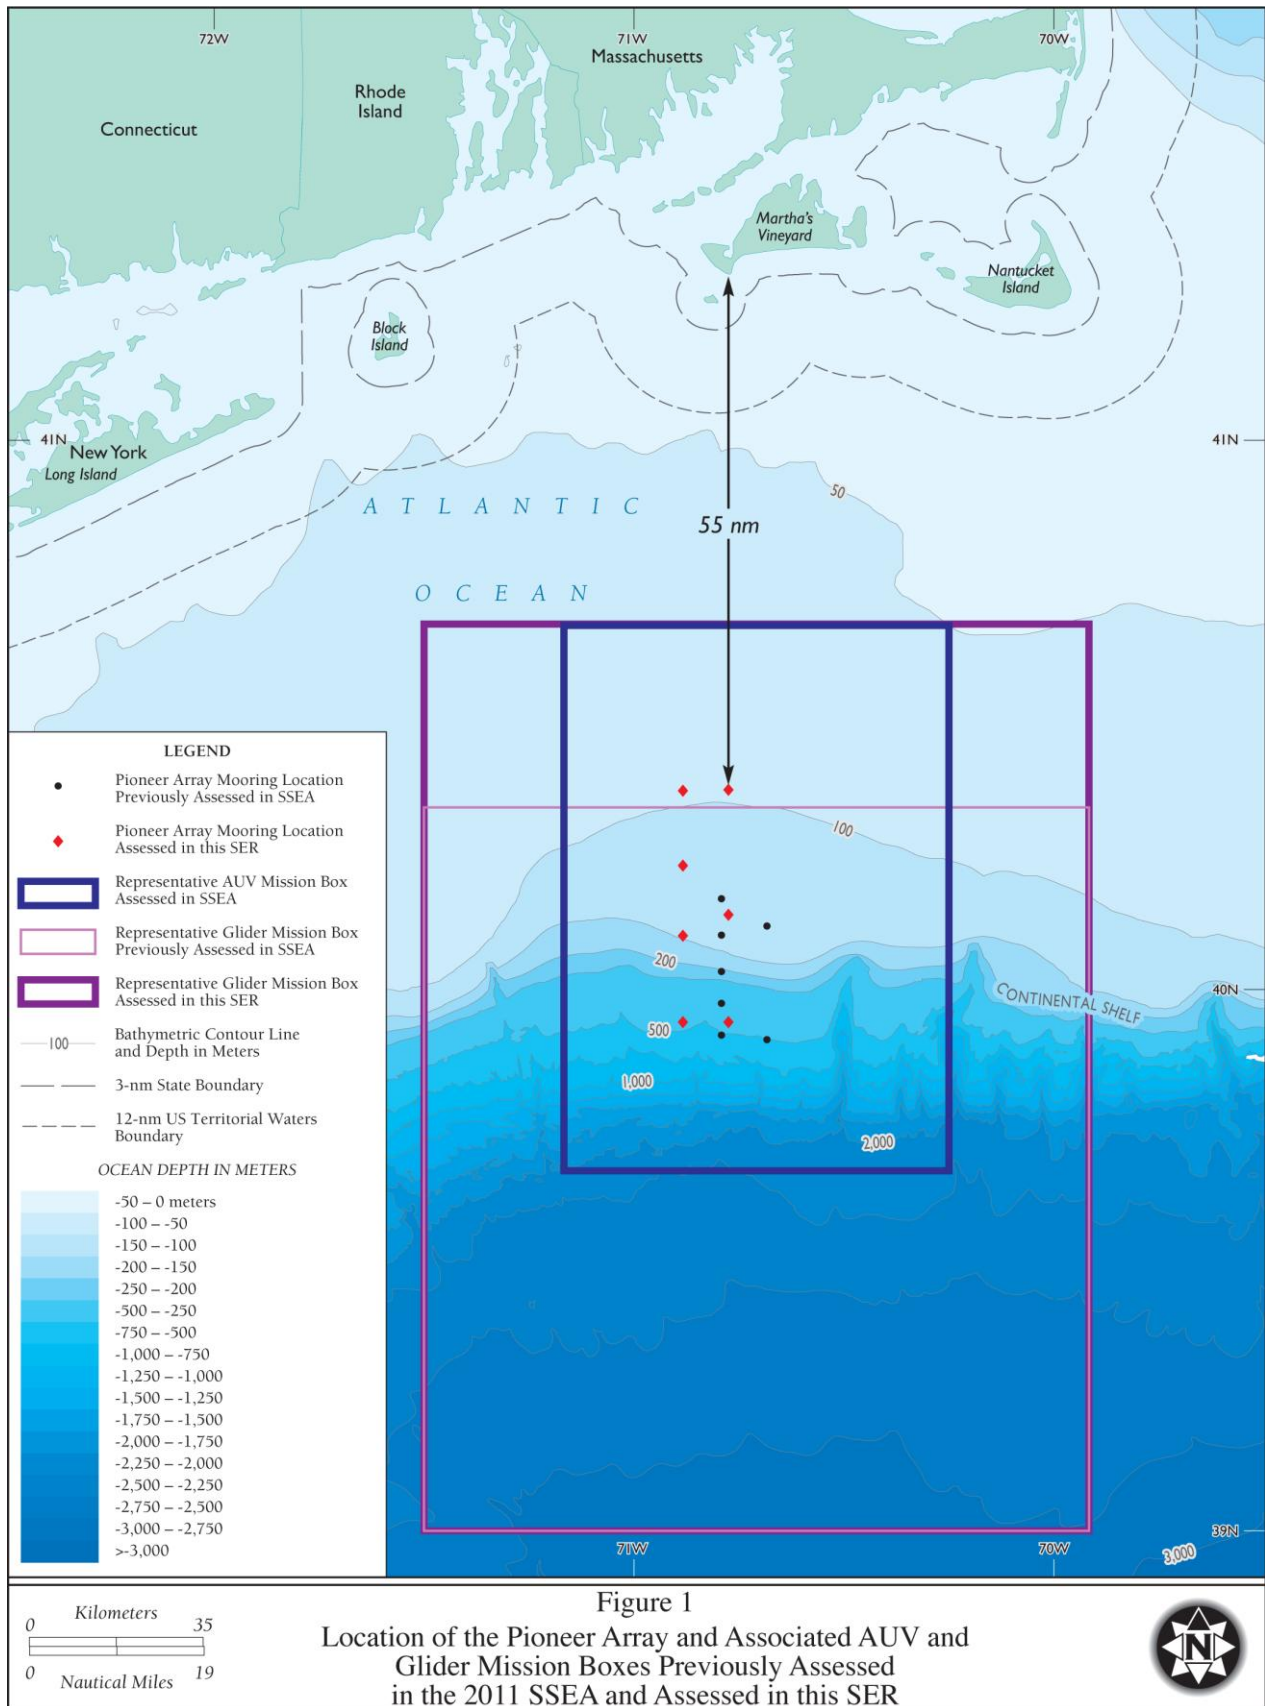 72W
71W
70W
Massachusetts
Rhode
Island
Connecticut
Martha's
Vineyard
Nantucket
Island
Block
Island
41N
New York
Long Island
41N
50
ATLANTIC
55 nm
OCEAN
LEGEND
Pioneer Array Mooring Location
Previously Assessed in SSEA
Pioneer Array Mooring Location
Assessed in this SER
Representative AUV Mission Box
Assessed in SSEA
Representative Glider Mission Box
Previously Assessed in SSEA
Representative Glider Mission Box
Assessed in this SER
100
Bathymetric Contour Line
and Depth in Meters
3-nm State Boundary
12-nm US Territorial Waters
Boundary
OCEAN DEPTH IN METERS
-50 – 0 meters
-100 – -50
-150 – -100
-200 – -150
-250 – -200
-500 – -250
-750 – -500
-1,000 – -750
-1,250 – -1,000
-1,500 – -1,250
-1,750 – -1,500
-2,000 – -1,750
-2,250 – -2,000
-2,500 – -2,250
-2,750 – -2,500
-3,000 – -2,750
>-3,000
100
200
CONTINENTAL SHELF
40N
500
1,000
2,000
39N
71W
70W
3,000
Kilometers
0 35
0 19
Nautical Miles
Figure 1
Location of the Pioneer Array and Associated AUV and
Glider Mission Boxes Previously Assessed
in the 2011 SSEA and Assessed in this SER
N